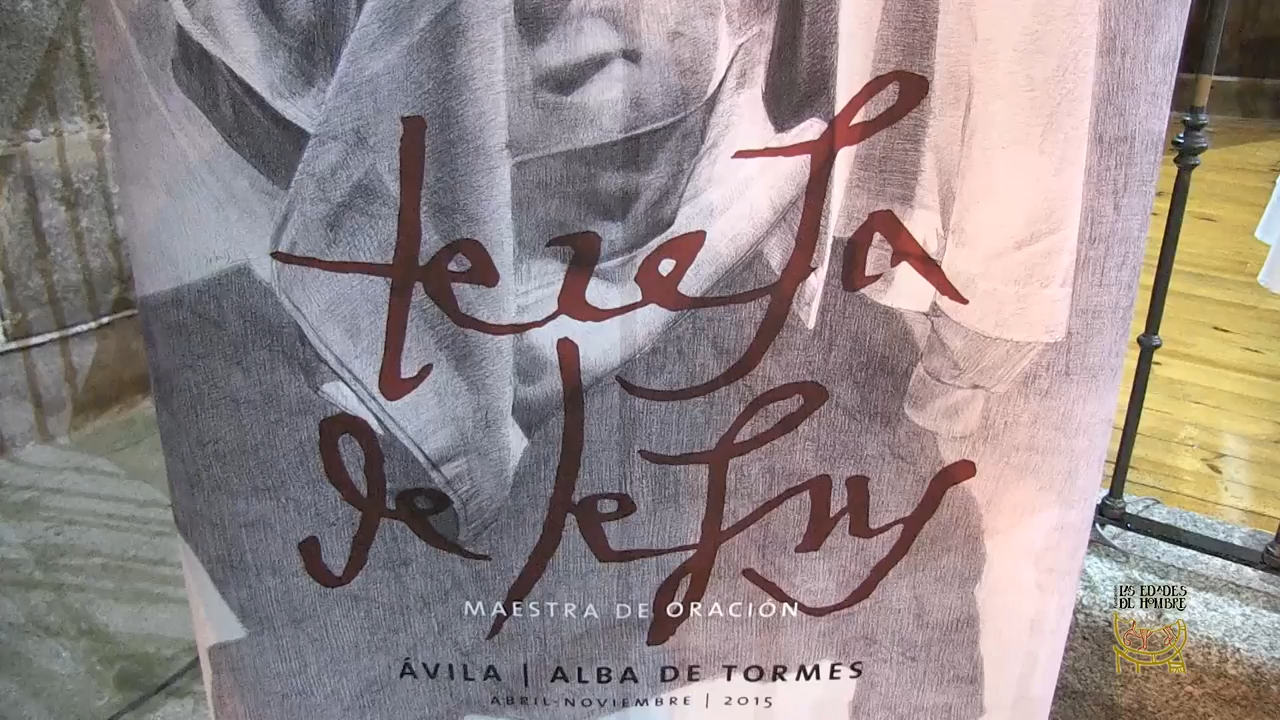 teresa
de Jesus
MAESTRA DE ORACIÓN
ÁVILA | ALBA DE TORMES
ABRIL-NOVIEMBRE | 2015
LAS EDADES
DEL HOMBRE